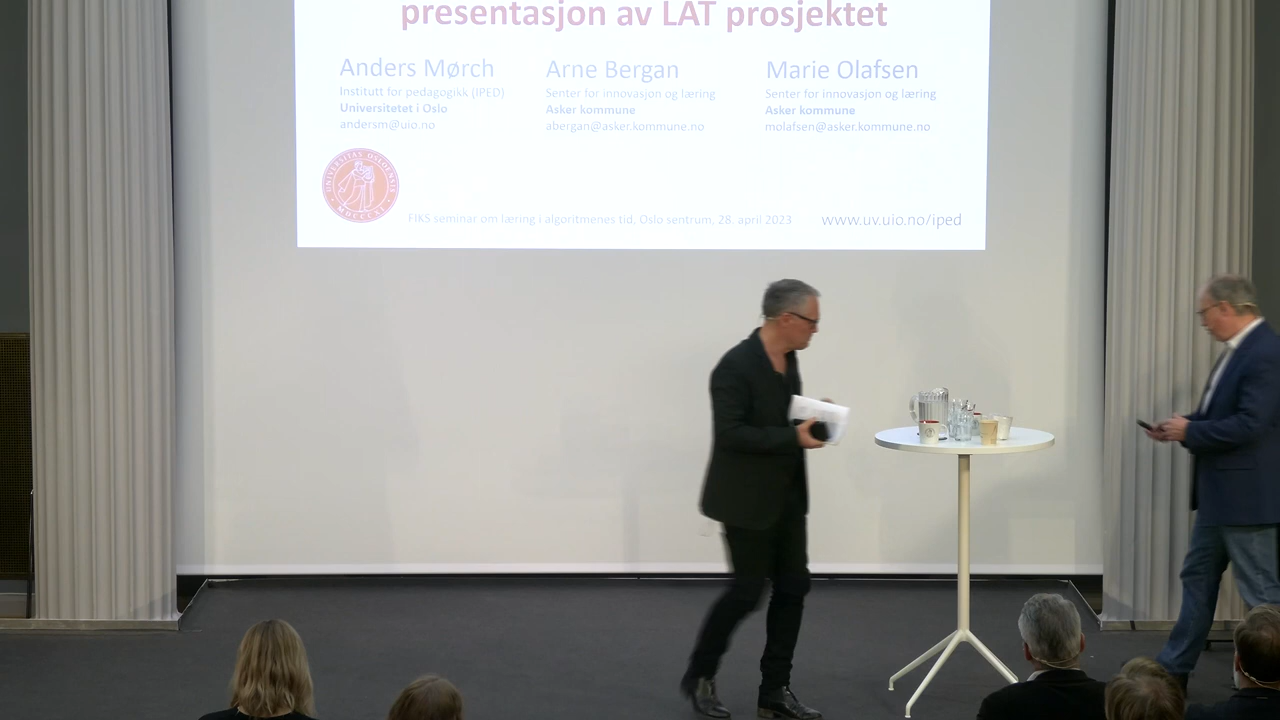 presentasjon av LAT prosjektet
Anders Mørch
Institutt for pedagogikk (IPED)
Universitetet i Oslo
andersm@uio.no
Arne Bergan
Senter for innovasjon og læring
Asker kommune
abergan@asker.kommune.no
Marie Olafsen
Senter for innovasjon og læring
Asker kommune
molafsen@asker.kommune.no
UNIVERSITAS OSLOENSIS
MDCCCXI
FIKS seminar om læring i algoritmenes tid, Oslo sentrum, 28. april 2023
www.uv.uio.no/iped